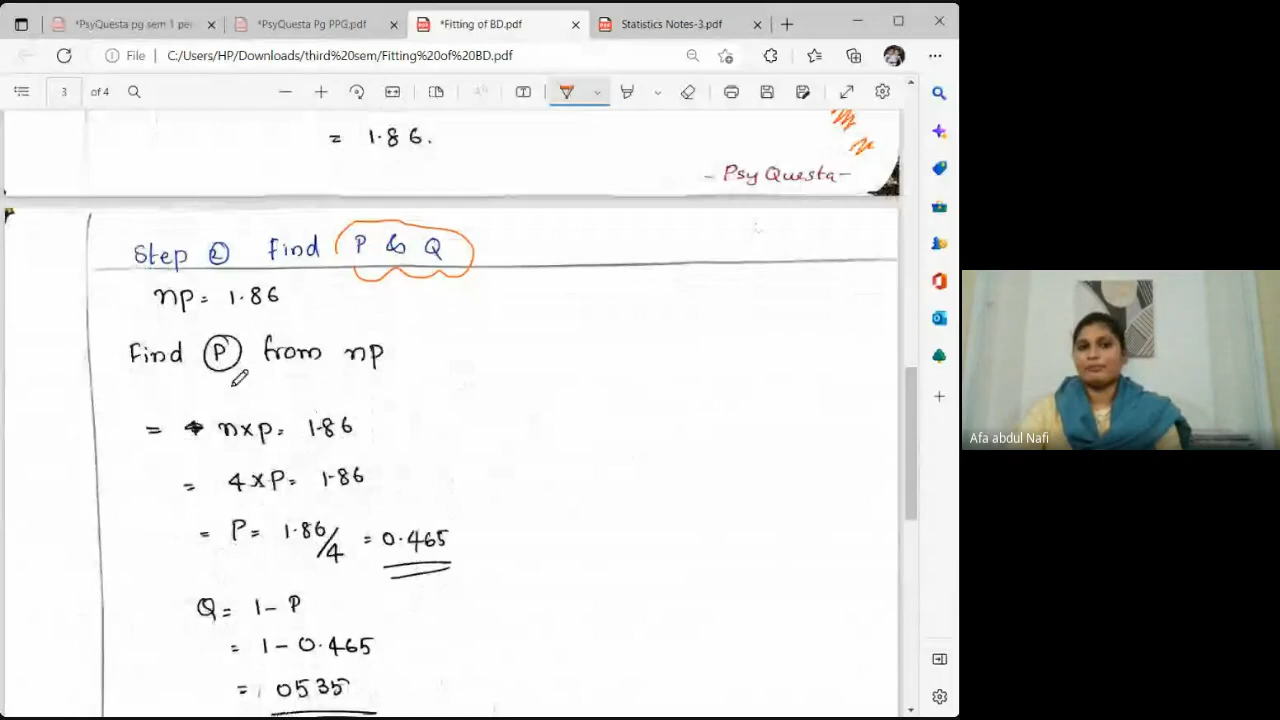 *PsyQuesta pg sem 1 per
*PsyQuesta Pg PPG.pdf
*Fitting of BD.pdf
Statistics Notes-3.pdf
File
C:/Users/HP/Downloads/third%20sem/Fitting%20of%20BD.pdf
3 of 4
= 1.86.
- Psy Questa -
Step ② Find P & Q
np = 1.86
Find P from np
= n×p = 1.86
= 4×P = 1.86
= P = 1.86/4 = 0.465
Q = 1 - P
= 1 - 0.465
= 0535
Afa abdul Nafi